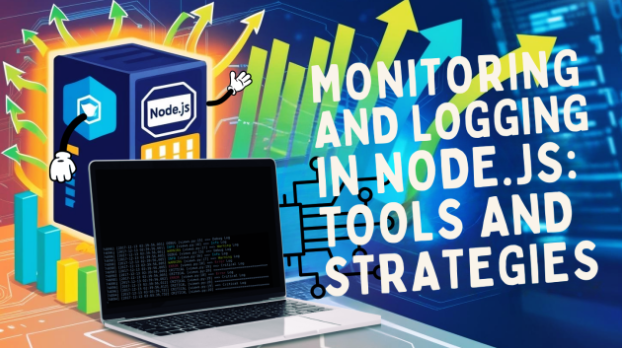 Node.js
MONITORING
AND LOGGING
IN NODE.JS:
TOOLS AND
STRATEGIES